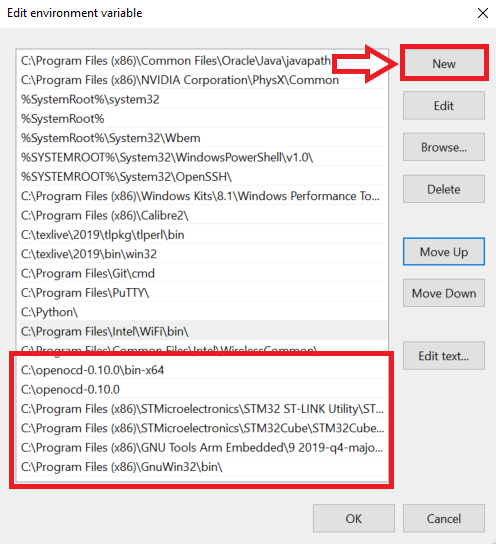 Edit environment variable
C:\Program Files (x86)\Common Files\Oracle\Java\javapath
C:\Program Files (x86)\NVIDIA Corporation\PhysX\Common
%SystemRoot%\system32
%SystemRoot%
%SystemRoot%\System32\Wbem
%SYSTEMROOT%\System32\WindowsPowerShell\v1.0\
%SYSTEMROOT%\System32\OpenSSH\
C:\Program Files (x86)\Windows Kits\8.1\Windows Performance To...
C:\Program Files (x86)\Calibre2\
C:\texlive\2019\tlpkg\tlperl\bin
C:\texlive\2019\bin\win32
C:\Program Files\Git\cmd
C:\Program Files\PuTTY\
C:\Python\
C:\Program Files\Intel\WiFi\bin\
C:\Program Files\Common Files\Intel\WirelessCommon\
C:\openocd-0.10.0\bin-x64
C:\openocd-0.10.0
C:\Program Files (x86)\STMicroelectronics\STM32 ST-LINK Utility\ST...
C:\Program Files (x86)\STMicroelectronics\STM32Cube\STM32Cube...
C:\Program Files (x86)\GNU Tools Arm Embedded\9 2019-q4-majo...
C:\Program Files (x86)\GnuWin32\bin\
New
Edit
Browse...
Delete
Move Up
Move Down
Edit text...
OK
Cancel